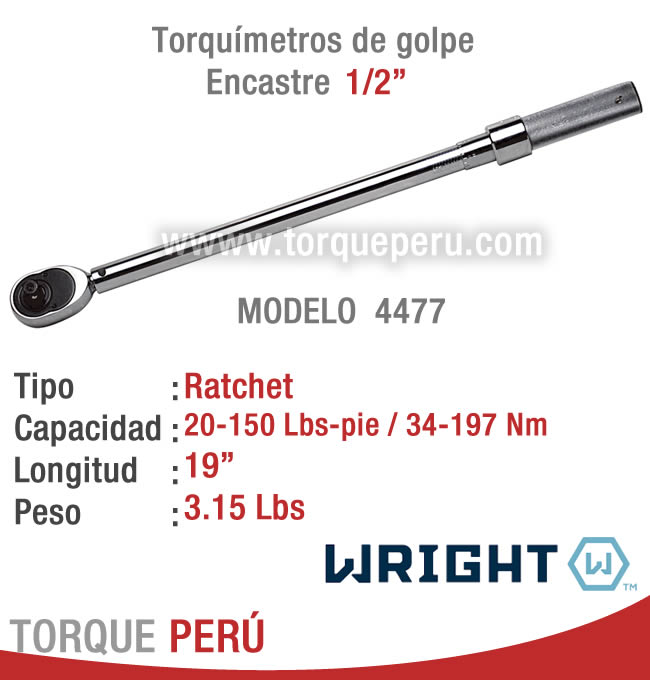 Torquímetros de golpe
Encastre 1/2”
www.torqueperu.com
MODELO 4477
Tipo : Ratchet
Capacidad : 20-150 Lbs-pie / 34-197 Nm
Longitud : 19”
Peso : 3.15 Lbs
WRIGHT W ™
TORQUE PERÚ